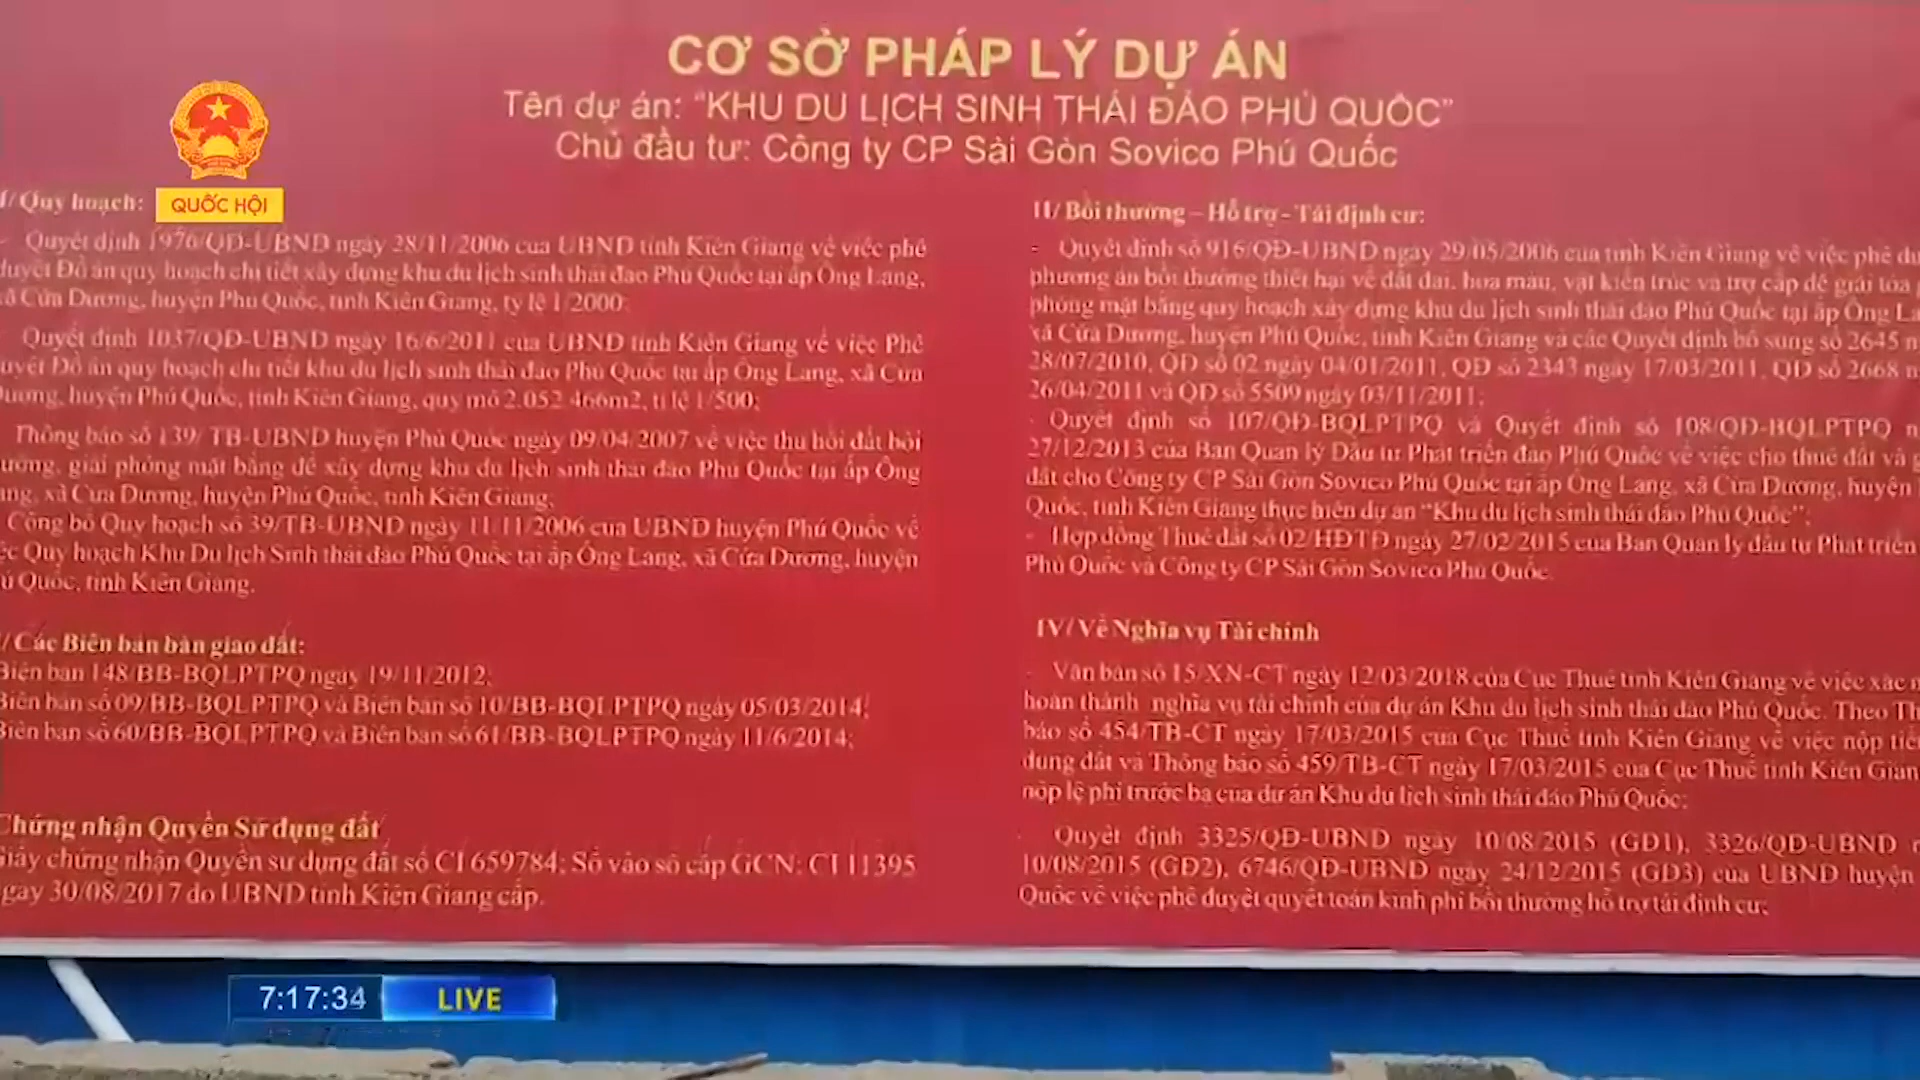 CƠ SỞ PHÁP LÝ DỰ ÁN
Tên dự án: "KHU DU LỊCH SINH THÁI ĐẢO PHÚ QUỐC"
Chủ đầu tư: Công ty CP Sài Gòn Sovico Phú Quốc
QUỐC HỘI
I/ Quy hoạch:
- Quyết định 1976/QĐ-UBND ngày 28/11/2006 của UBND tỉnh Kiên Giang về việc phê
duyệt Đồ án quy hoạch chi tiết xây dựng khu du lịch sinh thái đảo Phú Quốc tại ấp Ông Lang,
xã Cửa Dương, huyện Phú Quốc, tỉnh Kiên Giang, tỷ lệ 1/2000;
Quyết định 1037/QĐ-UBND ngày 16/6/2011 của UBND tỉnh Kiên Giang về việc Phê
uyệt Đồ án quy hoạch chi tiết khu du lịch sinh thái đảo Phú Quốc tại ấp Ông Lang, xã Cửa
Dương, huyện Phú Quốc, tỉnh Kiên Giang, quy mô 2.052.466m2, tỉ lệ 1/500;
Thông báo số 139/ TB-UBND huyện Phú Quốc ngày 09/04/2007 về việc thu hồi đất bồi
ường, giải phóng mặt bằng để xây dựng khu du lịch sinh thái đảo Phú Quốc tại ấp Ông
ang, xã Cửa Dương, huyện Phú Quốc, tỉnh Kiên Giang;
Công bố Quy hoạch số 39/TB-UBND ngày 11/11/2006 của UBND huyện Phú Quốc về
ệc Quy hoạch Khu Du lịch Sinh thái đảo Phú Quốc tại ấp Ông Lang, xã Cửa Dương, huyện
ú Quốc, tỉnh Kiên Giang.
/ Các Biên bản bàn giao đất:
Biên bản 148/BB-BQLPTPQ ngày 19/11/2012;
Biên bản số 09/BB-BQLPTPQ và Biên bản số 10/BB-BQLPTPQ ngày 05/03/2014;
Biên bản số 60/BB-BQLPTPQ và Biên bản số 61/BB-BQLPTPQ ngày 11/6/2014;
Chứng nhận Quyền Sử dụng đất
Giấy chứng nhận Quyền sử dụng đất số CI 659784; Số vào sổ cấp GCN: CT 11395
gày 30/08/2017 do UBND tỉnh Kiên Giang cấp.
II/ Bồi thường – Hỗ trợ - Tái định cư:
- Quyết định số 916/QĐ-UBND ngày 29/05/2006 của tỉnh Kiên Giang về việc phê du
phương án bồi thường thiệt hại về đất đai, hoa màu, vật kiến trúc và trợ cấp để giải tỏa
phóng mặt bằng quy hoạch xây dựng khu du lịch sinh thái đảo Phú Quốc tại ấp Ông La
xã Cửa Dương, huyện Phú Quốc, tỉnh Kiên Giang và các Quyết định bổ sung số 2645 n
28/07/2010, QĐ số 02 ngày 04/01/2011, QĐ số 2343 ngày 17/03/2011, QĐ số 2668 n
26/04/2011 và QĐ số 5509 ngày 03/11/2011;
- Quyết định số 107/QĐ-BQLPTPQ và Quyết định số 108/QĐ-BQLPTPQ n
27/12/2013 của Ban Quản lý Đầu tư Phát triển đảo Phú Quốc về việc cho thuê đất và g
đất cho Công ty CP Sài Gòn Sovico Phú Quốc tại ấp Ông Lang, xã Cửa Dương, huyện
Quốc, tỉnh Kiên Giang thực hiện dự án "Khu du lịch sinh thái đảo Phú Quốc";
- Hợp đồng Thuê đất số 02/HĐTĐ ngày 27/02/2015 của Ban Quản lý đầu tư Phát triển
Phú Quốc và Công ty CP Sài Gòn Sovico Phú Quốc.
IV/ Về Nghĩa vụ Tài chính
- Văn bản số 15/XN-CT ngày 12/03/2018 của Cục Thuế tỉnh Kiên Giang về việc xác n
hoàn thành nghĩa vụ tài chính của dự án Khu du lịch sinh thái đảo Phú Quốc. Theo Th
báo số 454/TB-CT ngày 17/03/2015 của Cục Thuế tỉnh Kiên Giang về việc nộp tiề
dụng đất và Thông báo số 459/TB-CT ngày 17/03/2015 của Cục Thuế tỉnh Kiên Gian
nộp lệ phí trước bạ của dự án Khu du lịch sinh thái đảo Phú Quốc;
- Quyết định 3325/QĐ-UBND ngày 10/08/2015 (GĐ1), 3326/QĐ-UBND n
10/08/2015 (GĐ2), 6746/QĐ-UBND ngày 24/12/2015 (GĐ3) của UBND huyện
Quốc về việc phê duyệt quyết toán kinh phí bồi thường hỗ trợ tái định cư;
7:17:34 LIVE